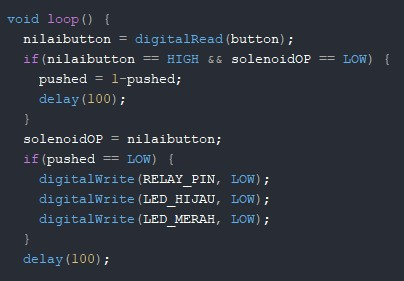 void loop() {
  nilaibutton = digitalRead(button);
  if(nilaibutton == HIGH && solenoidOP == LOW) {
    pushed = 1-pushed;
    delay(100);
  }
  solenoidOP = nilaibutton;
  if(pushed == LOW) {
    digitalWrite(RELAY_PIN, LOW);
    digitalWrite(LED_HIJAU, LOW);
    digitalWrite(LED_MERAH, LOW);
  }
  delay(100);